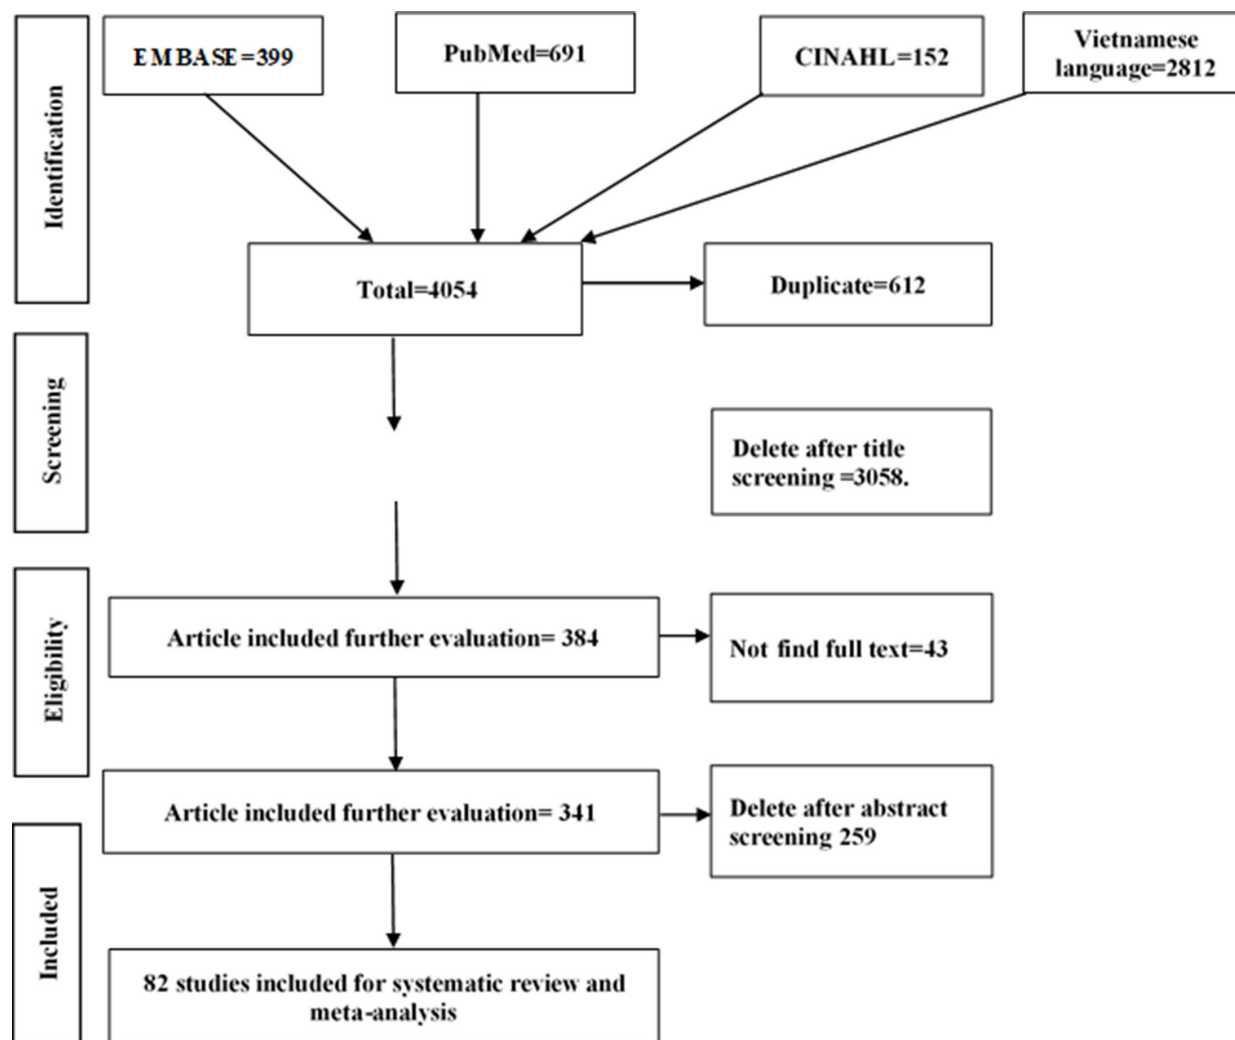 Identification
EMBASE=399
PubMed=691
CINAHL=152
Vietnamese
language=2812
Total=4054
Duplicate=612
Screening
Delete after title
screening =3058.
Eligibility
Article included further evaluation= 384
Not find full text=43
Article included further evaluation= 341
Delete after abstract
screening 259
Included
82 studies included for systematic review and
meta-analysis